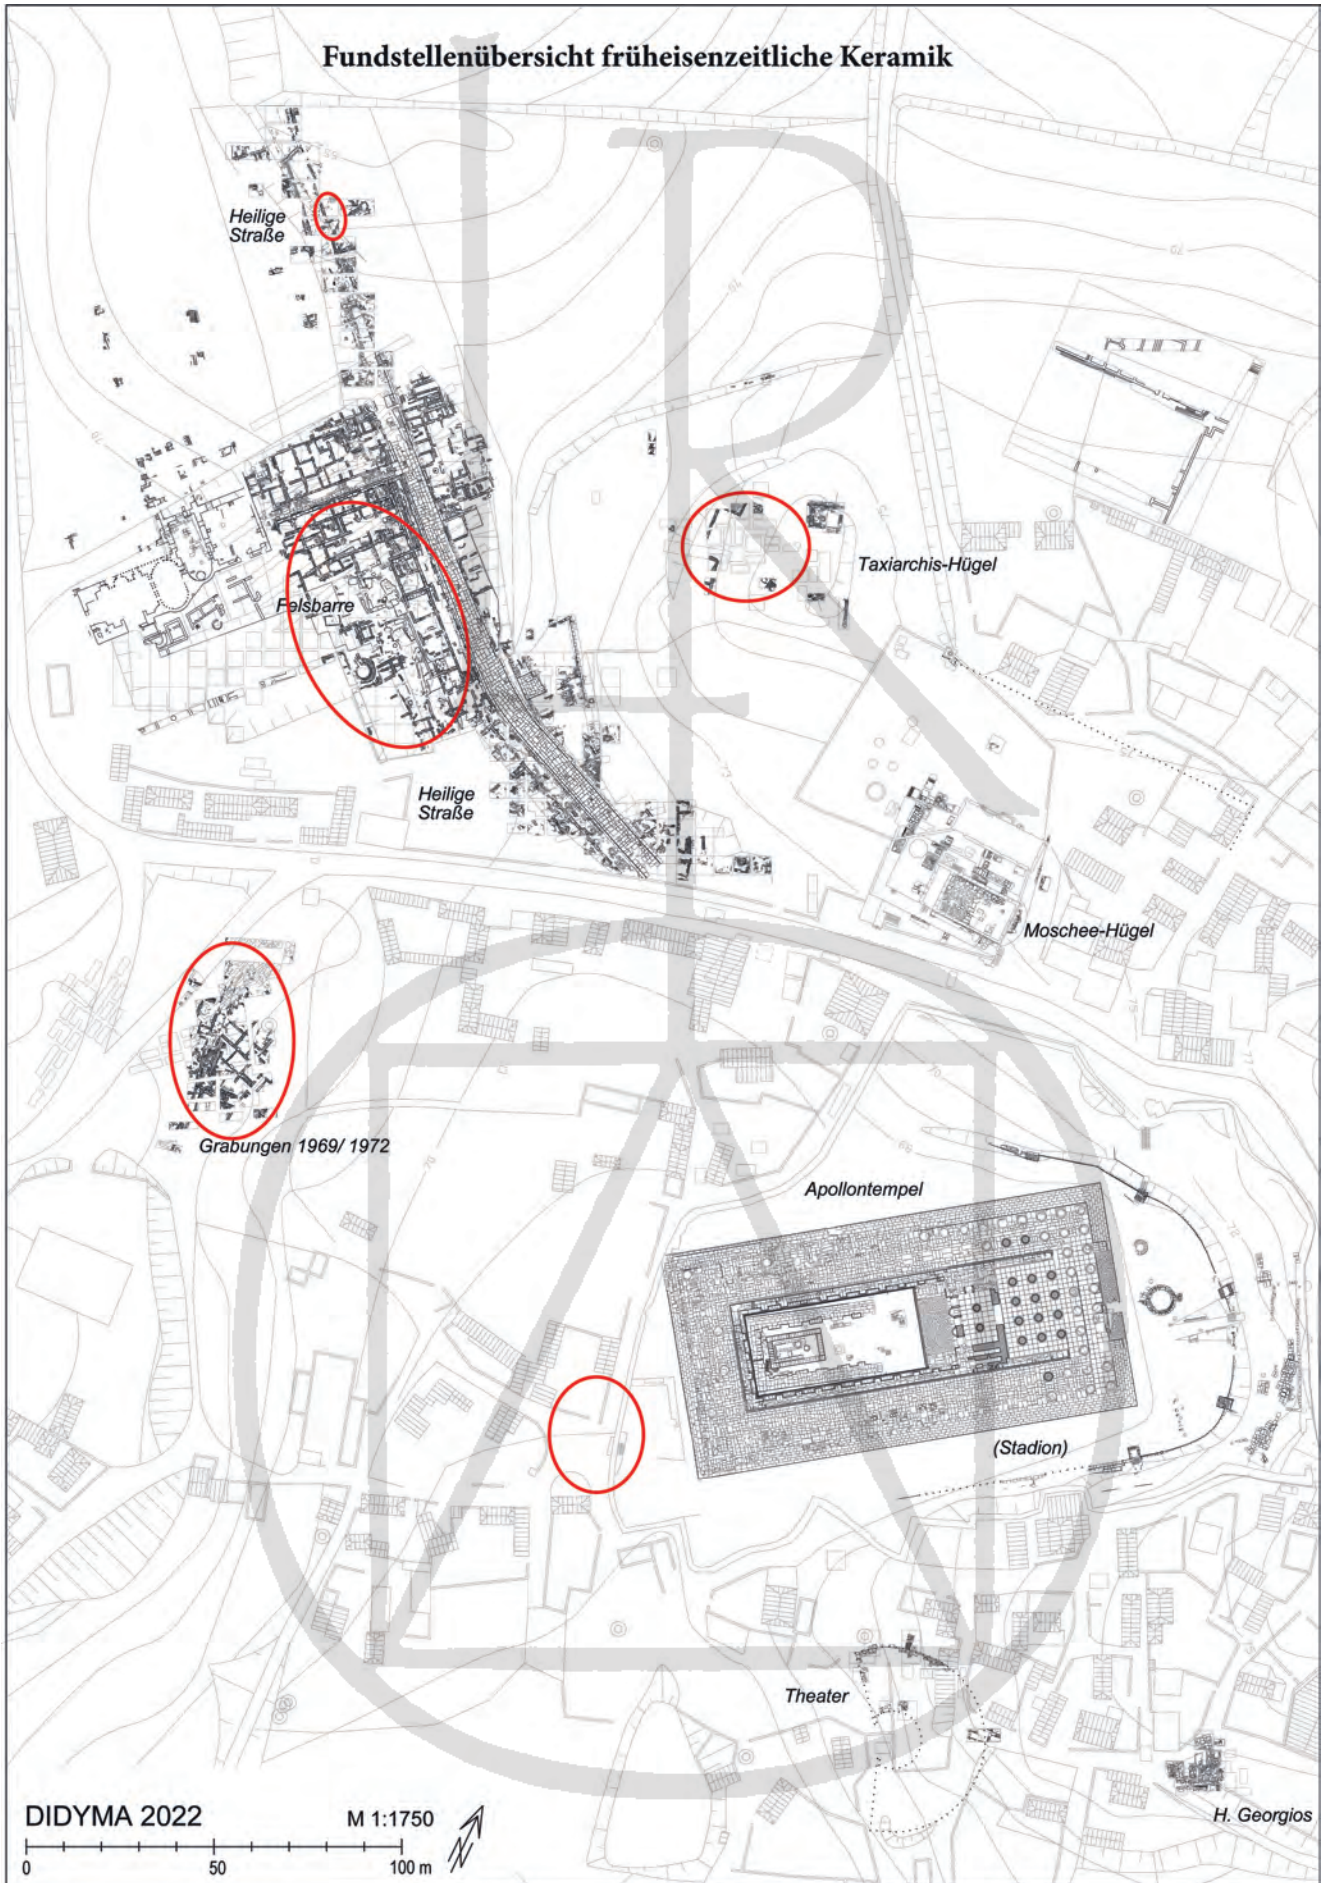 Fundstellenübersicht früheisenzeitliche Keramik
Heilige
Straße
Taxiarchis-Hügel
Felsbarre
Heilige
Straße
Moschee-Hügel
Grabungen 1969/ 1972
Apollontempel
(Stadion)
Theater
H. Georgios
DIDYMA 2022
M 1:1750
N
0
50
100 m